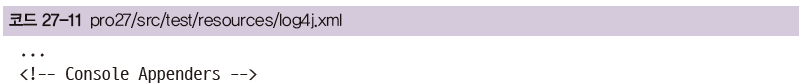 코드 27-11 pro27/src/test/resources/log4j.xml
...
<!-- Console Appenders -->